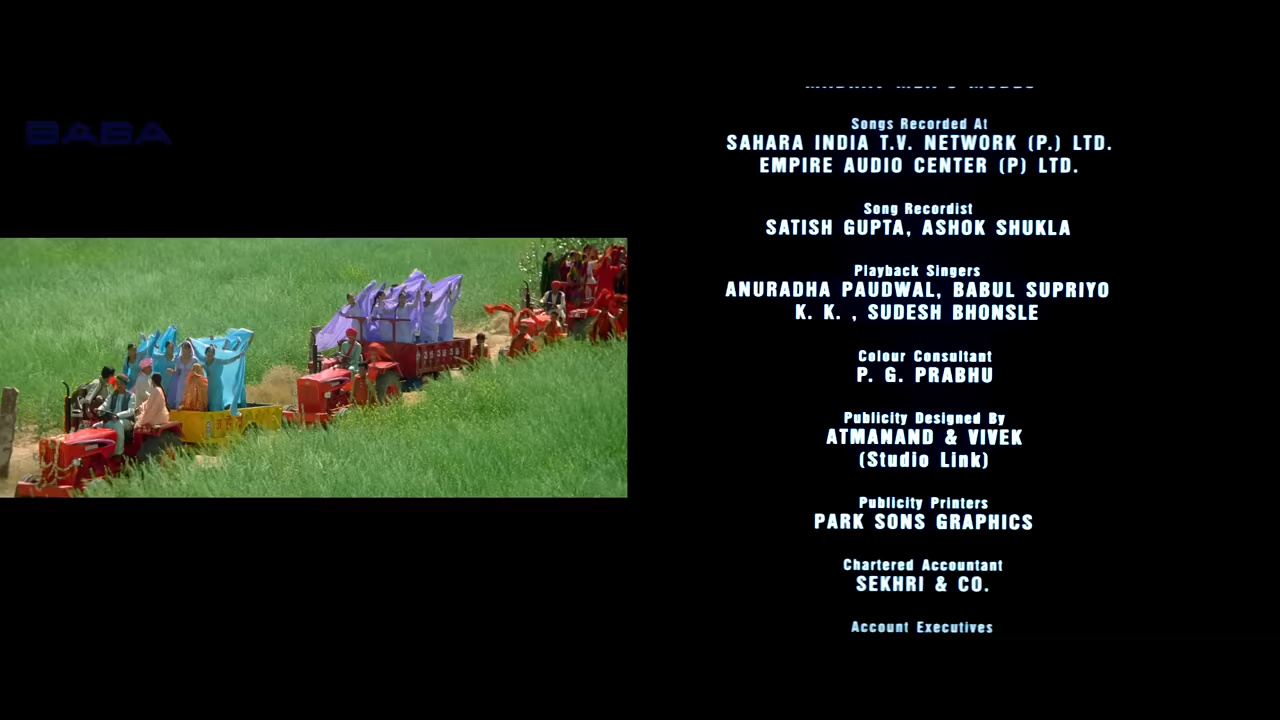 BABA
Songs Recorded At
SAHARA INDIA T.V. NETWORK (P.) LTD.
EMPIRE AUDIO CENTER (P) LTD.
Song Recordist
SATISH GUPTA, ASHOK SHUKLA
Playback Singers
ANURADHA PAUDWAL, BABUL SUPRIYO
K. K. , SUDESH BHONSLE
Colour Consultant
P. G. PRABHU
Publicity Designed By
ATMANAND & VIVEK
(Studio Link)
Publicity Printers
PARK SONS GRAPHICS
Chartered Accountant
SEKHRI & CO.
Account Executives